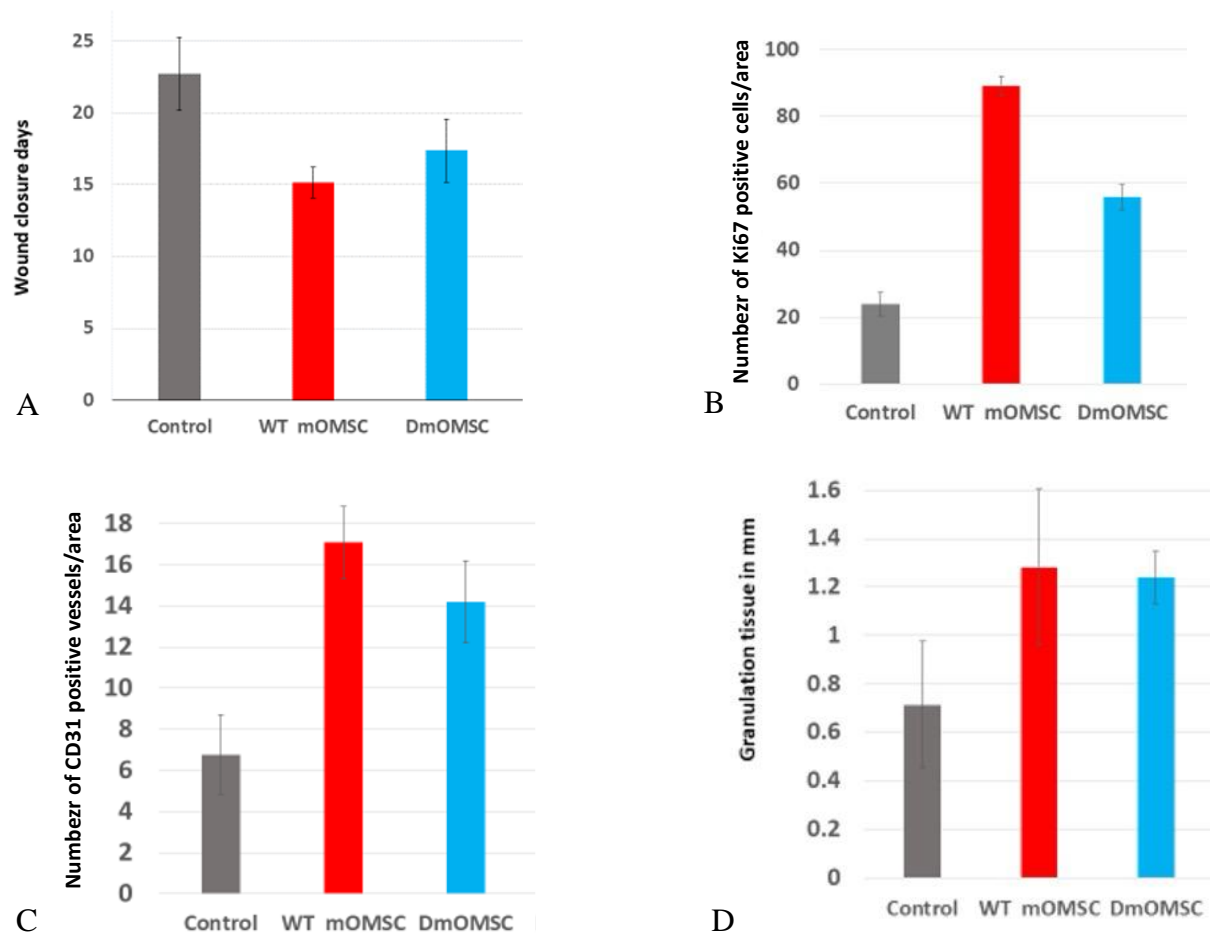 Wound closure days
25
20
15
10
5
0
Control WT mOMSC DmOMSC
A
Numbezr of Ki67 positive cells/area
100
80
60
40
20
0
Control WT mOMSC DmOMSC
B
Numbezr of CD31 positive vessels/area
18
16
14
12
10
8
6
4
2
0
Control WT mOMSC DmOMSC
C
Granulation tissue in mm
1.6
1.4
1.2
1
0.8
0.6
0.4
0.2
0
Control WT mOMSC DmOMSC
D